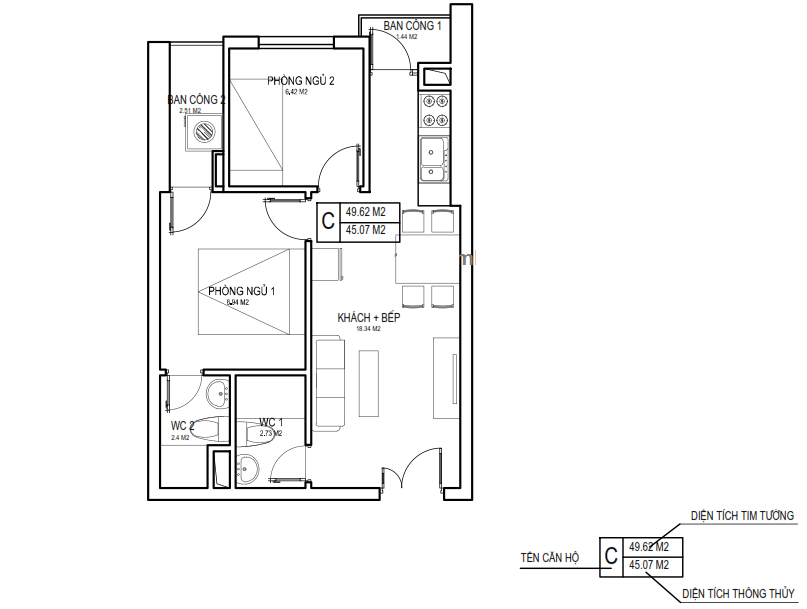 BAN CÔNG 1
1.44 M2
PHÒNG NGỦ 2
6.42 M2
BAN CÔNG 2
2.51 M2
C
49.62 M2
45.07 M2
PHÒNG NGỦ 1
8.94 M2
KHÁCH + BẾP
18.34 M2
WC 2
2.4 M2
WC 1
2.73 M2
DIỆN TÍCH TIM TƯỜNG
TÊN CĂN HỘ
C
49.62 M2
45.07 M2
DIỆN TÍCH THÔNG THỦY